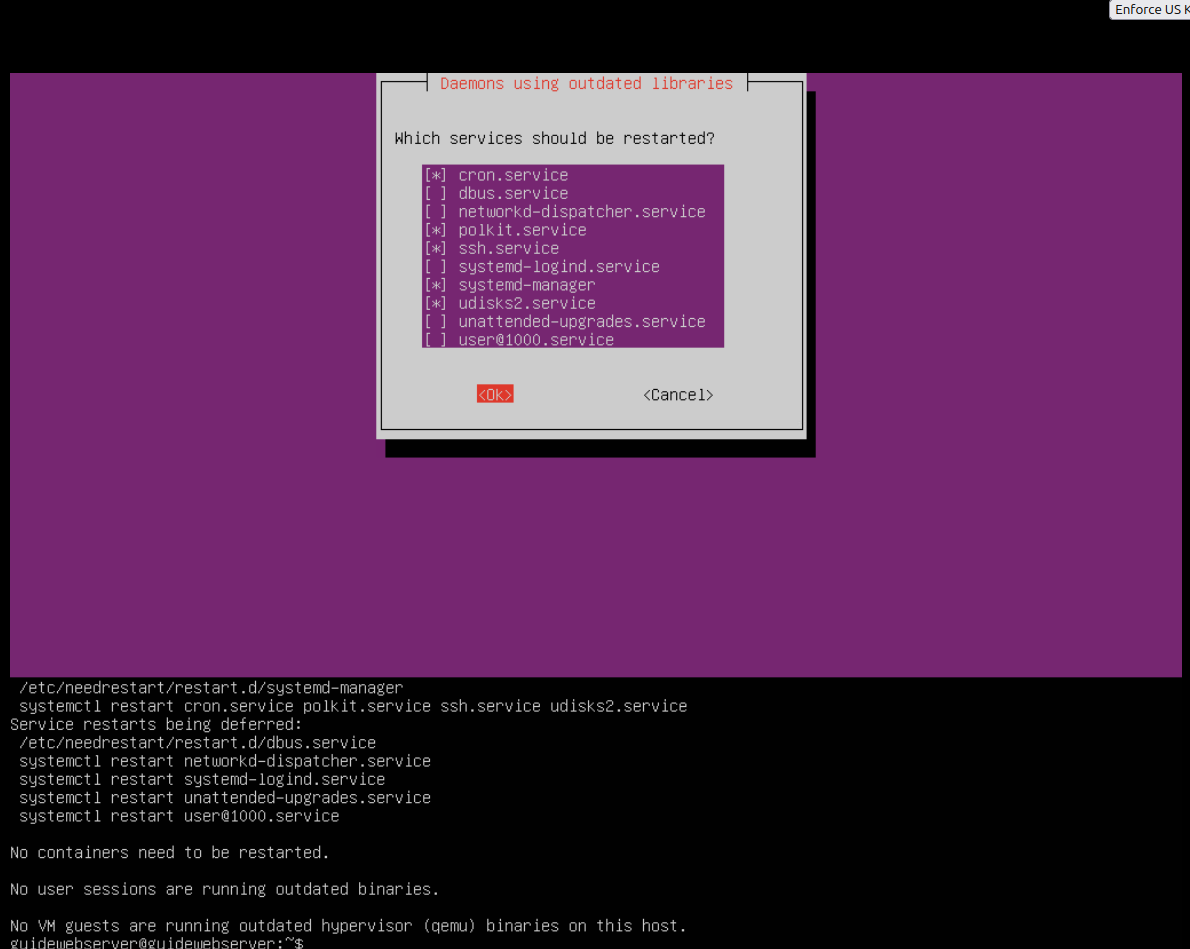 Enforce US K
Daemons using outdated libraries
Which services should be restarted?
[*] cron.service
[ ] dbus.service
[ ] networkd-dispatcher.service
[*] polkit.service
[*] ssh.service
[ ] systemd-logind.service
[*] systemd-manager
[*] udisks2.service
[ ] unattended-upgrades.service
[ ] user@1000.service
<Ok> <Cancel>
/etc/needrestart/restart.d/systemd-manager
systemctl restart cron.service polkit.service ssh.service udisks2.service
Service restarts being deferred:
/etc/needrestart/restart.d/dbus.service
systemctl restart networkd-dispatcher.service
systemctl restart systemd-logind.service
systemctl restart unattended-upgrades.service
systemctl restart user@1000.service
No containers need to be restarted.
No user sessions are running outdated binaries.
No VM guests are running outdated hypervisor (qemu) binaries on this host.
guidewebserver@guidewebserver:~$